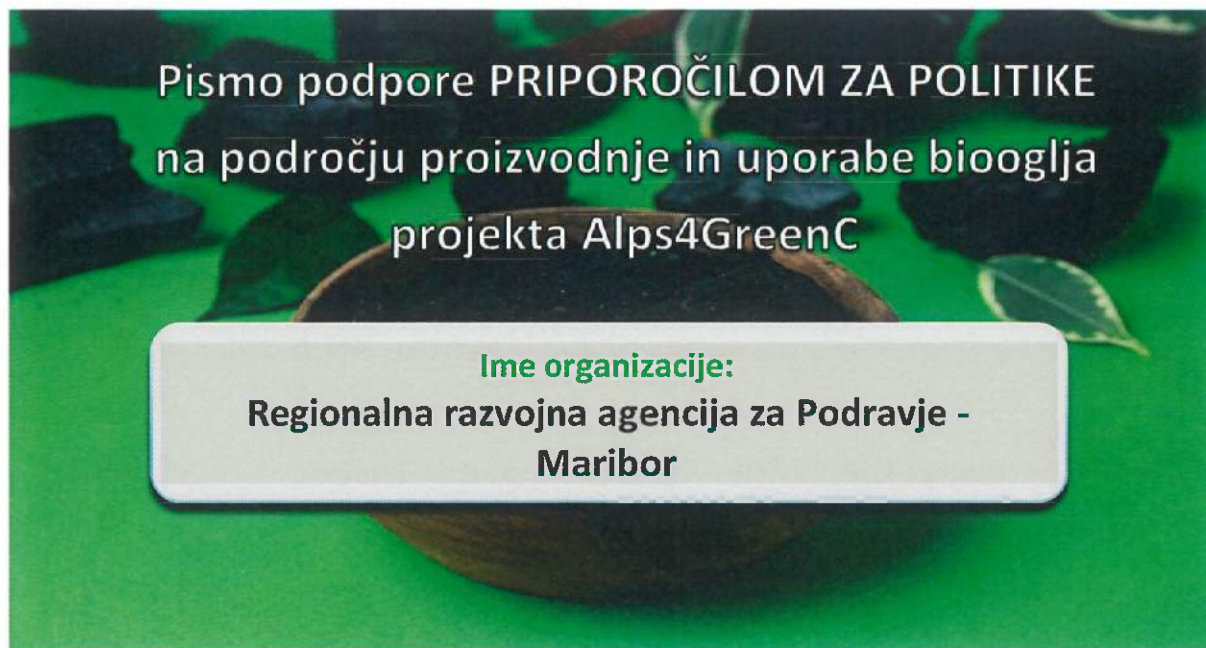 Pismo podpore PRIPOROČILOM ZA POLITIKE
na področju proizvodnje in uporabe biooglja
projekta Alps4GreenC
Ime organizacije:
Regionalna razvojna agencija za Podravje -
Maribor